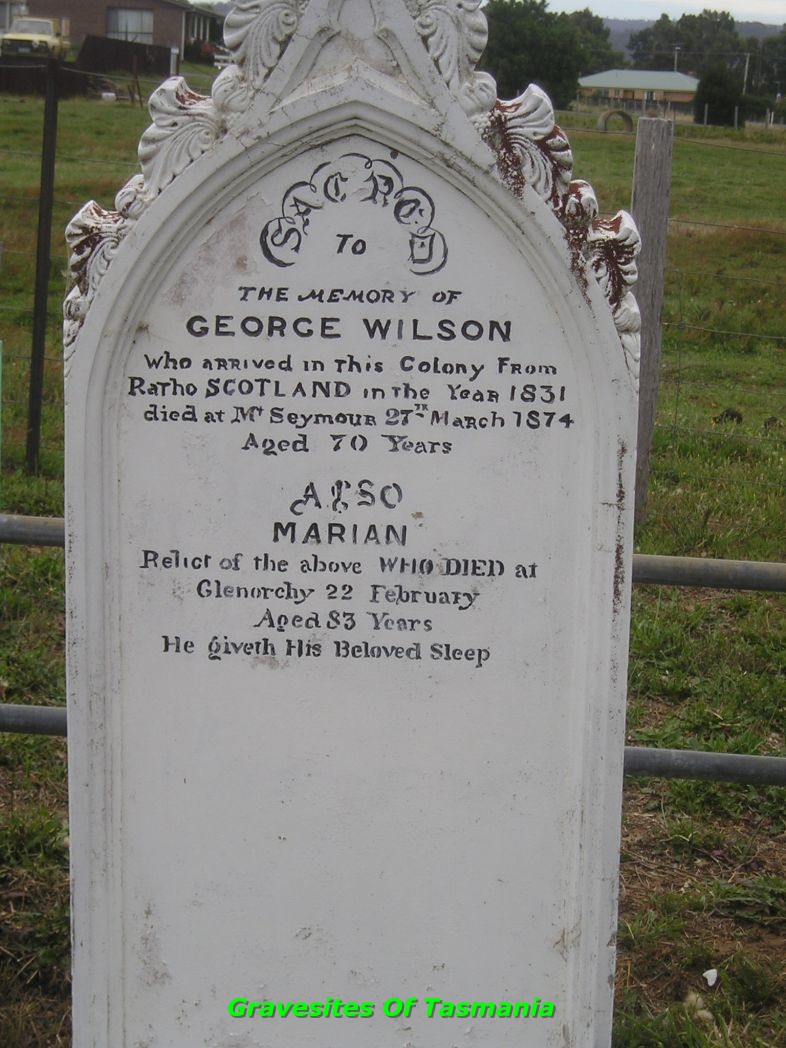 SACRED
To
THE MEMORY OF
GEORGE WILSON
Who ARRIVED in This Colony From
Ratho SCOTLAND in the Year 1831
died at Mt Seymour 27TH March 1874
Aged 70 Years
ALSO
MARIAN
Relict of the above WHO DIED at
Glenorchy 22 February
Aged 83 Years
He giveth His Beloved Sleep
Gravesites Of Tasmania